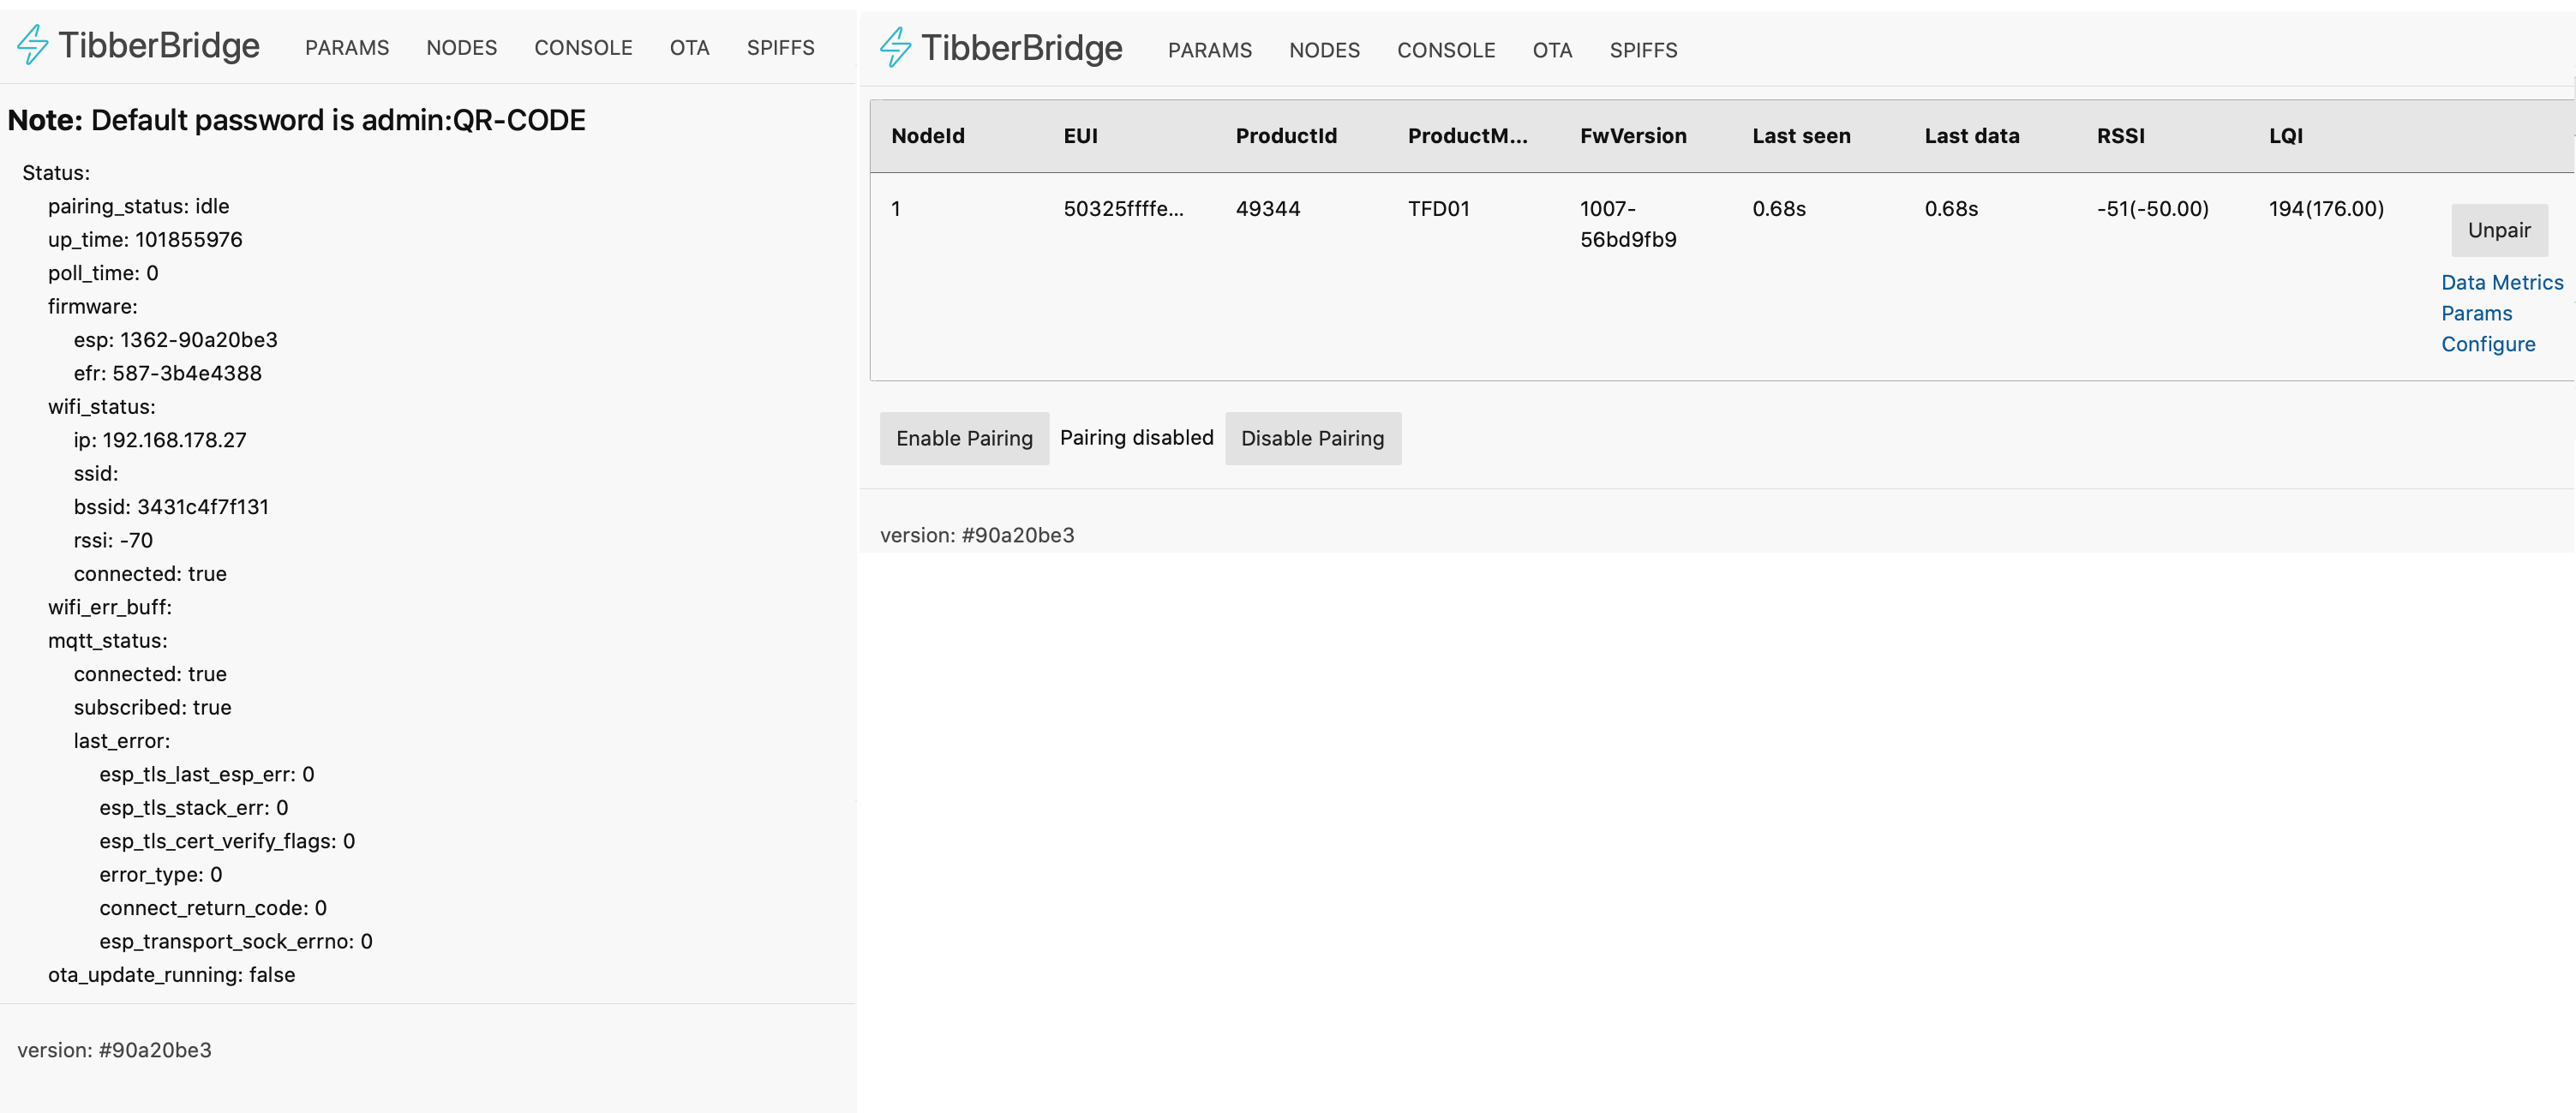 TibberBridge PARAMS NODES CONSOLE OTA SPIFFS
Note: Default password is admin:QR-CODE
Status:
pairing_status: idle
up_time: 101855976
poll_time: 0
firmware:
esp: 1362-90a20be3
efr: 587-3b4e4388
wifi_status:
ip: 192.168.178.27
ssid:
bssid: 3431c4f7f131
rssi: -70
connected: true
wifi_err_buff:
mqtt_status:
connected: true
subscribed: true
last_error:
esp_tls_last_esp_err: 0
esp_tls_stack_err: 0
esp_tls_cert_verify_flags: 0
error_type: 0
connect_return_code: 0
esp_transport_sock_errno: 0
ota_update_running: false
version: #90a20be3
TibberBridge PARAMS NODES CONSOLE OTA SPIFFS
NodeId EUI ProductId ProductM... FwVersion Last seen Last data RSSI LQI
1 50325ffffe... 49344 TFD01 1007- 0.68s 0.68s -51(-50.00) 194(176.00)
56bd9fb9
Unpair
Data Metrics
Params
Configure
Enable Pairing Pairing disabled Disable Pairing
version: #90a20be3